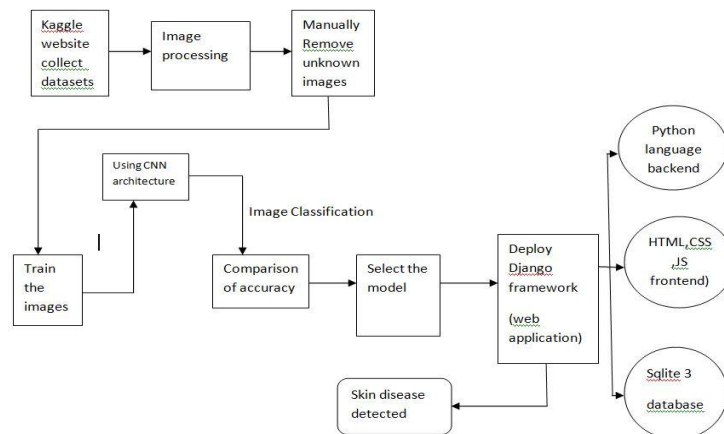 Kaggle
website
collect
datasets
Image
processing
Manually
Remove
unknown
images
Train
the
images
Using CNN
architecture
Image Classification
Comparison
of accuracy
Select the
model
Deploy
Django
framework
(web
application)
Python
language
backend
HTML,CSS
,JS
frontend)
Sqlite 3
database
Skin disease
detected